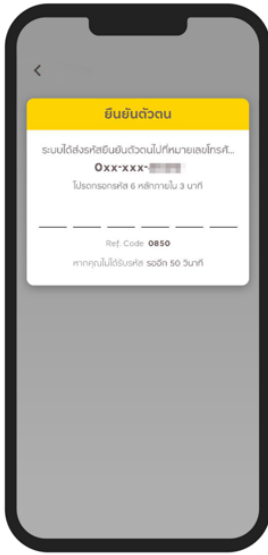 ยืนยันตัวตน
ระบบได้ส่งรหัสยืนยันตัวตนไปที่หมายเลขโทรศั...
0xx-xxx-
โปรดกรอกรหัส 6 หลักภายใน 3 นาที
Ref. Code 0850
หากคุณไม่ได้รับรหัส รออีก 50 วินาที